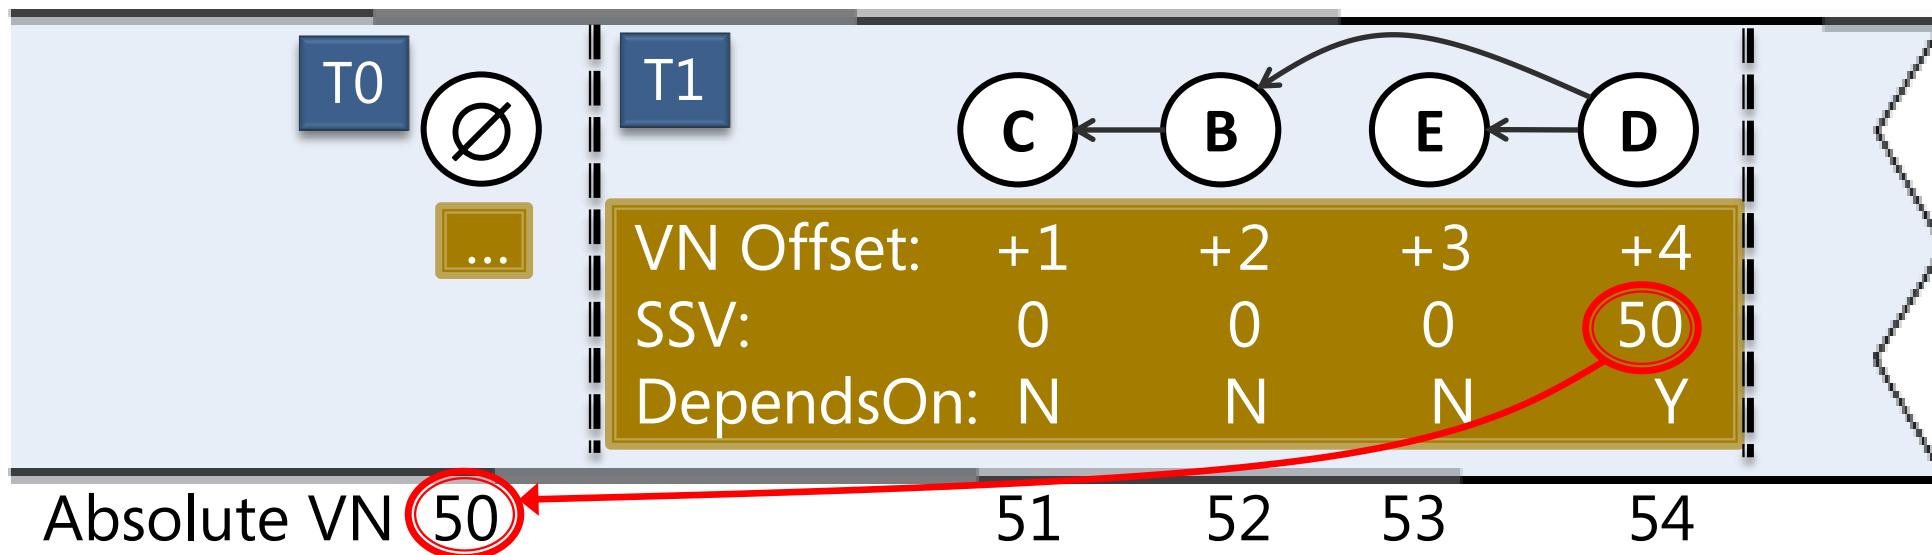 T0 ∅ T1 C B E D
... VN Offset: +1 +2 +3 +4
SSV: 0 0 0 50
DependsOn: N N N Y
Absolute VN 50 51 52 53 54